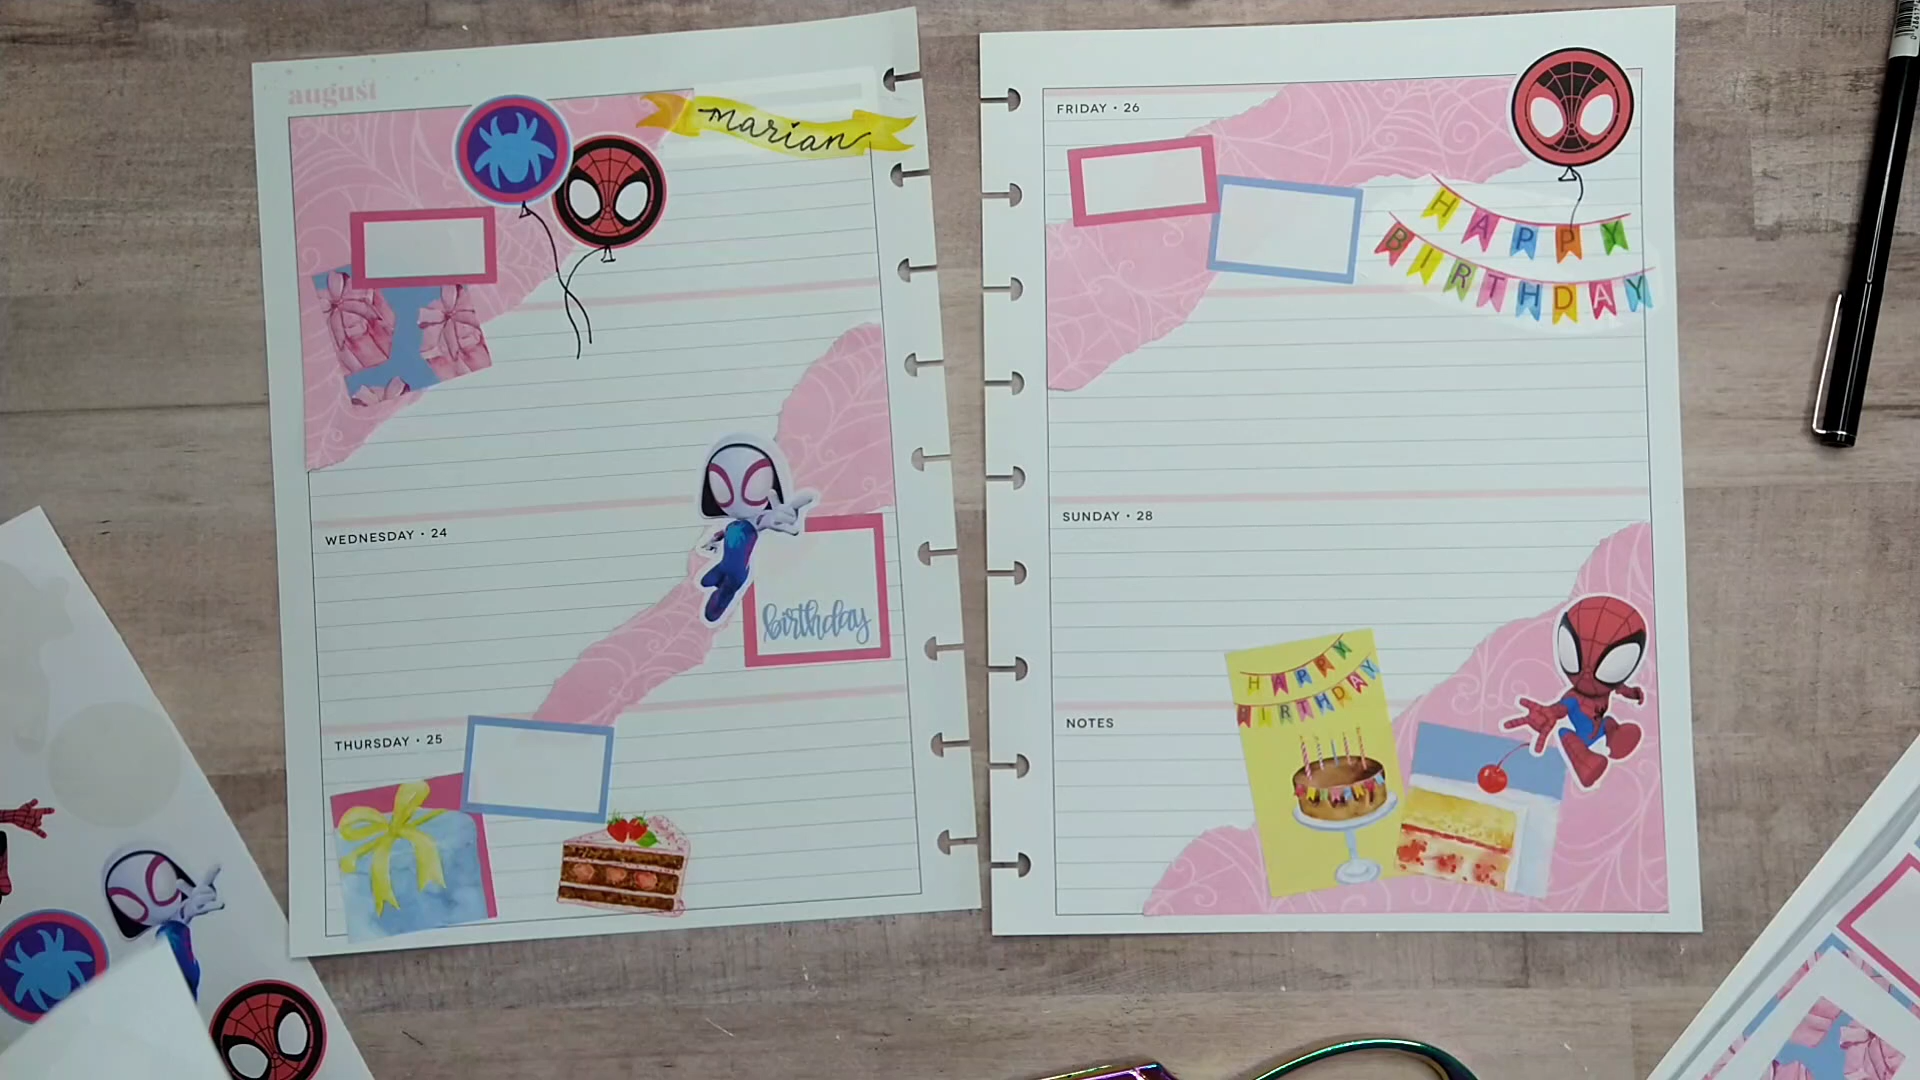 august
marian
WEDNESDAY • 24
birthday
THURSDAY • 25
FRIDAY • 26
HAPPY
BIRTHDAY
SUNDAY • 28
NOTES
HAPPY
BIRTHDAY